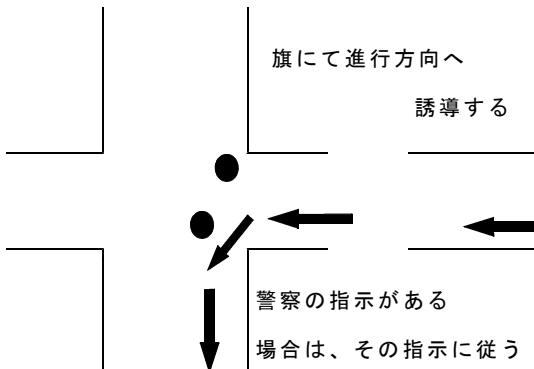 旗にて進行方向へ
誘導する
警察の指示がある
場合は、その指示に従う